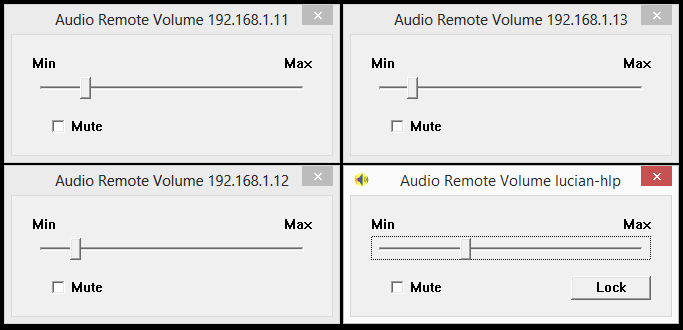 Audio Remote Volume 192.168.1.11
Min Max
Mute
Audio Remote Volume 192.168.1.13
Min Max
Mute
Audio Remote Volume 192.168.1.12
Min Max
Mute
Audio Remote Volume lucian-hlp
Min Max
Mute Lock